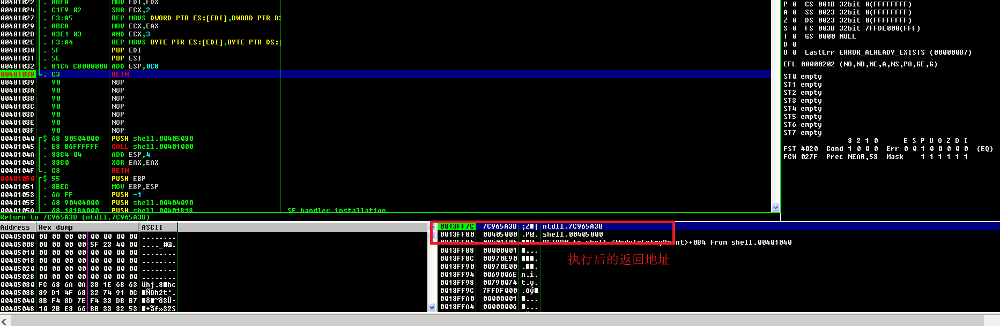 00401022 . 8BFA MOV EDI,EDX
00401024 . C1E9 02 SHR ECX,2
00401027 . F3:A5 REP MOVS DWORD PTR ES:[EDI],DWORD PTR DS
00401029 . 8BC8 MOV ECX,EAX
0040102B . 83E1 03 AND ECX,3
0040102E . F3:A4 REP MOVS BYTE PTR ES:[EDI],BYTE PTR DS:[
00401030 . 5F POP EDI
00401031 . 5E POP ESI
00401032 . 81C4 C8000000 ADD ESP,0C8
00401038 . C3 RETN
00401039 90 NOP
0040103A 90 NOP
0040103B 90 NOP
0040103C 90 NOP
0040103D 90 NOP
0040103E 90 NOP
0040103F 90 NOP
00401040 $ 68 30504000 PUSH shell.00405030
00401045 . E8 B6FFFFFF CALL shell.00401000
0040104A . 83C4 04 ADD ESP,4
0040104D . 33C0 XOR EAX,EAX
0040104F . C3 RETN
00401050 $ 55 PUSH EBP
00401051 . 8BEC MOV EBP,ESP
00401053 . 6A FF PUSH -1
00401055 . 68 90404000 PUSH shell.00404090
0040105A . 68 181B4000 PUSH shell.00401B18 SE handler installation
Return to 7C965A3B (ntdll.7C965A3B)
P 0 CS 001B 32bit 0(FFFFFFFF)
A 0 SS 0023 32bit 0(FFFFFFFF)
Z 0 DS 0023 32bit 0(FFFFFFFF)
S 0 FS 003B 32bit 7FFDE000(FFF)
T 0 GS 0000 NULL
D 0
O 0 LastErr ERROR_ALREADY_EXISTS (000000B7)
EFL 00000202 (NO,NB,NE,A,NS,PO,GE,G)
ST0 empty
ST1 empty
ST2 empty
ST3 empty
ST4 empty
ST5 empty
ST6 empty
ST7 empty
3 2 1 0 E S P U O Z D I
FST 4020 Cond 1 0 0 0 Err 0 0 1 0 0 0 0 0 (EQ)
FCW 027F Prec NEAR,53 Mask 1 1 1 1 1 1
Address Hex dump ASCII
00405000 00 00 00 00 00 00 00 00 ........
00405008 00 00 00 00 5F 23 40 00 ...._#@.
00405010 00 00 00 00 00 00 00 00 ........
00405018 00 00 00 00 00 00 00 00 ........
00405020 00 00 00 00 00 00 00 00 ........
00405028 00 00 00 00 00 00 00 00 ........
00405030 FC 68 6A 0A 38 1E 68 63 ühj.8■hc
00405038 89 D1 4F 68 32 74 91 0C ■ÑOh2t‘.
00405040 8B F4 8D 7E F4 33 DB B7 ■ô■~ô3Û·
00405048 10 2B E3 66 BB 33 32 53 ■+ãf»32S
0013FF7C 7C965A3B ;Z■| ntdll.7C965A3B
0013FF80 00405000 .P@. shell.00405000
0013FF84 00401104 ■■@. RETURN to shell.<ModuleEntryPoint>+0B4 from shell.00401040
0013FF88 00000001 ■...
0013FF8C 00970E90 ■■■.
0013FF90 00970E00 .■■.
0013FF94 0069006E n.i.
0013FF98 00790074 t.y.
0013FF9C 7FFDF000 .ðý■
0013FFA0 00000001 ■...
0013FFA4 00000006 ■...
执行后的返回地址